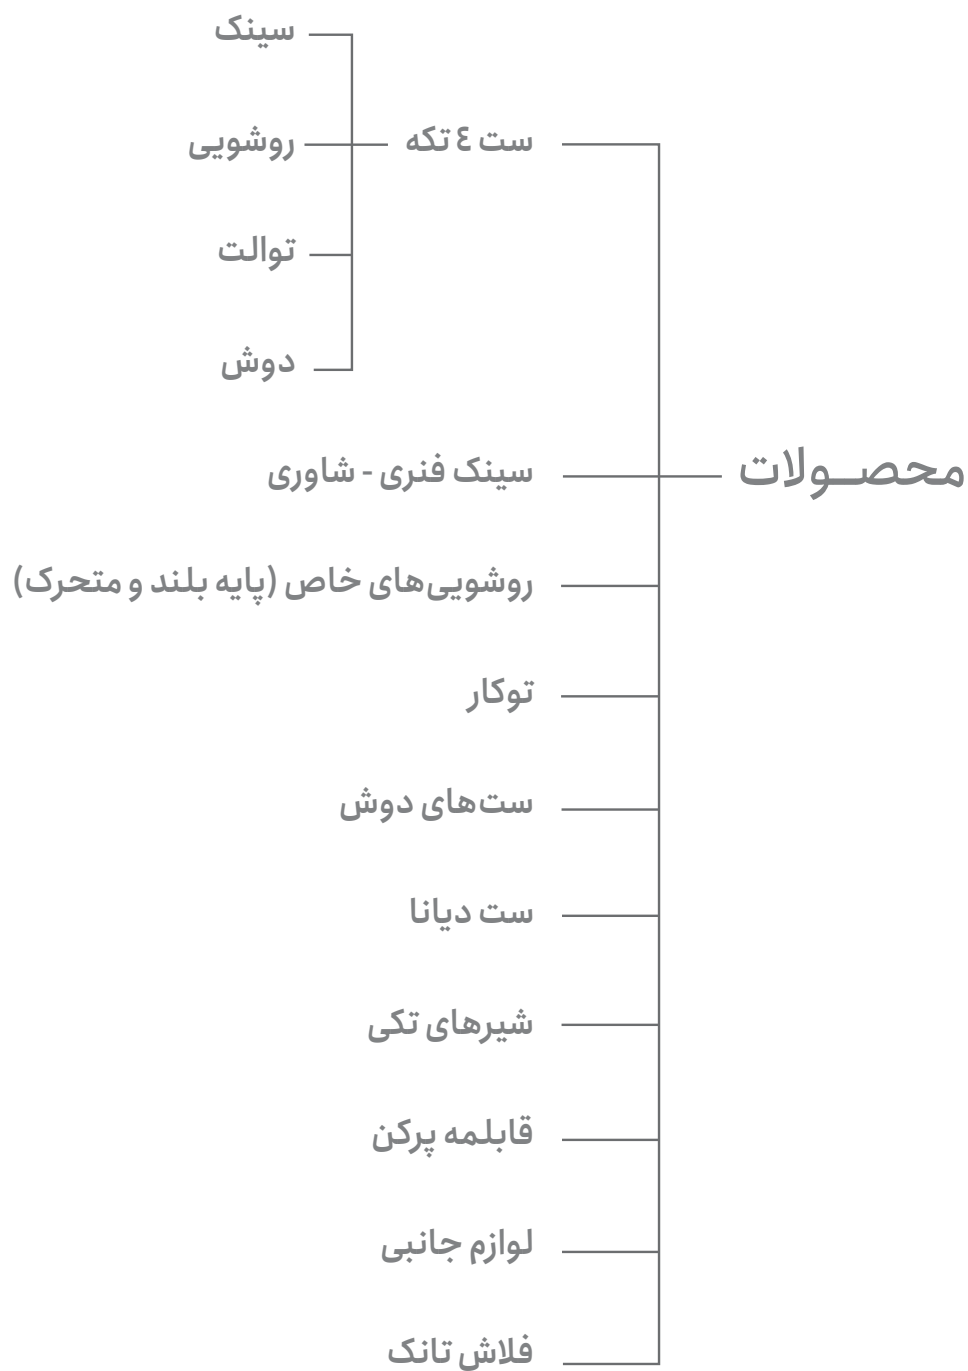 محصـولات
ست ٤ تکه
سینک
روشویی
توالت
دوش
سینک فنری - شاوری
روشویی‌های خاص (پایه بلند و متحرک)
توکار
ست‌های دوش
ست دیانا
شیرهای تکی
قابلمه پرکن
لوازم جانبی
فلاش تانک